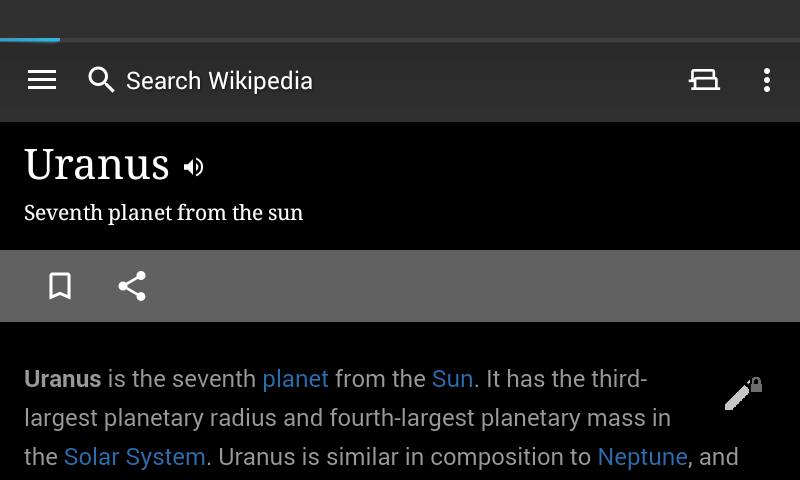 Search Wikipedia
Uranus
Seventh planet from the sun
Uranus is the seventh planet from the Sun. It has the third-
largest planetary radius and fourth-largest planetary mass in
the Solar System. Uranus is similar in composition to Neptune, and